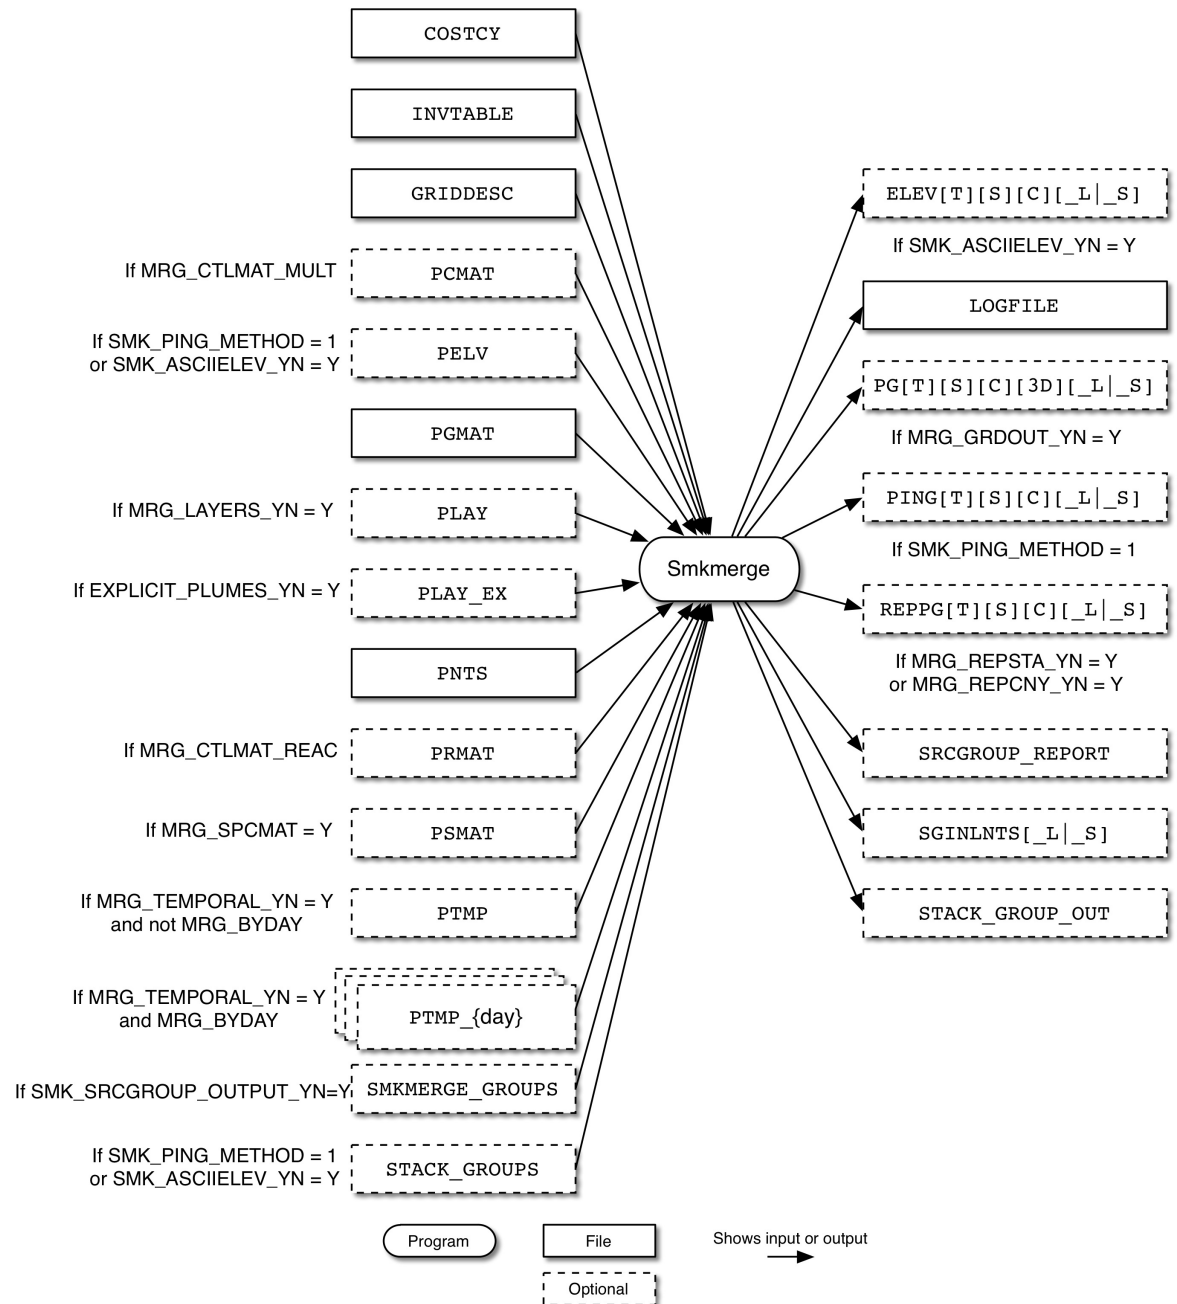 COSTCY
INVTABLE
GRIDDESC
If MRG_CTLMAT_MULT
PCMAT
If SMK_PING_METHOD = 1
or SMK_ASCIIELEV_YN = Y
PELV
PGMAT
If MRG_LAYERS_YN = Y
PLAY
If EXPLICIT_PLUMES_YN = Y
PLAY_EX
PNTS
If MRG_CTLMAT_REAC
PRMAT
If MRG_SPCMAT = Y
PSMAT
If MRG_TEMPORAL_YN = Y
and not MRG_BYDAY
PTMP
If MRG_TEMPORAL_YN = Y
and MRG_BYDAY
PTMP_{day}
If SMK_SRCGROUP_OUTPUT_YN=Y
SMKMERGE_GROUPS
If SMK_PING_METHOD = 1
or SMK_ASCIIELEV_YN = Y
STACK_GROUPS
Smkmerge
ELEV[T][S][C][_L|_S]
If SMK_ASCIIELEV_YN = Y
LOGFILE
PG[T][S][C][3D][_L|_S]
If MRG_GRDOUT_YN = Y
PING[T][S][C][_L|_S]
If SMK_PING_METHOD = 1
REPPG[T][S][C][_L|_S]
If MRG_REPSTA_YN = Y
or MRG_REPCNY_YN = Y
SRCGROUP_REPORT
SGINLNTS[_L|_S]
STACK_GROUP_OUT
Program
File
Shows input or output
Optional